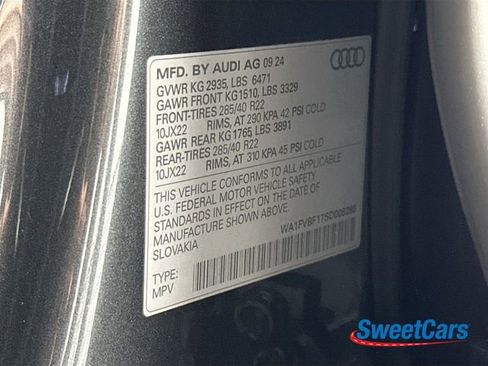 MFD. BY AUDI AG 09 24
GVWR KG 2935, LBS 6471
GAWR FRONT KG1510, LBS 3329
FRONT-TIRES 285/40 R22
10JX22 RIMS, AT 290 KPA 42 PSI COLD
GAWR REAR KG 1765, LBS 3891
REAR-TIRES 285/40 R22
10JX22 RIMS, AT 310 KPA 45 PSI COLD
THIS VEHICLE CONFORMS TO ALL APPLICABLE
U.S. FEDERAL MOTOR VEHICLE SAFETY
STANDARDS IN EFFECT ON THE DATE OF
MANUFACTURE SHOWN ABOVE.
SLOVAKIA
TYPE:
MPV
SweetCars